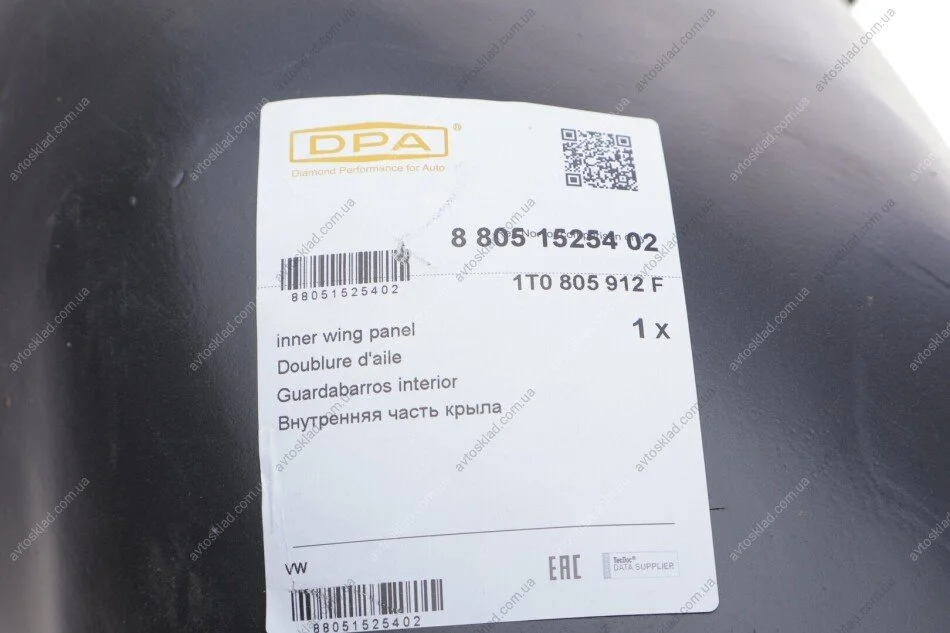 DPA®
Diamond Performance for Auto
8 805 15254 02
88051525402
1T0 805 912 F
inner wing panel
1 x
Doublure d'aile
Guardabarros interior
Внутренняя часть крыла
VW
EAC
TecDoc®
DATA SUPPLIER
88051525402
avtosklad.com.ua